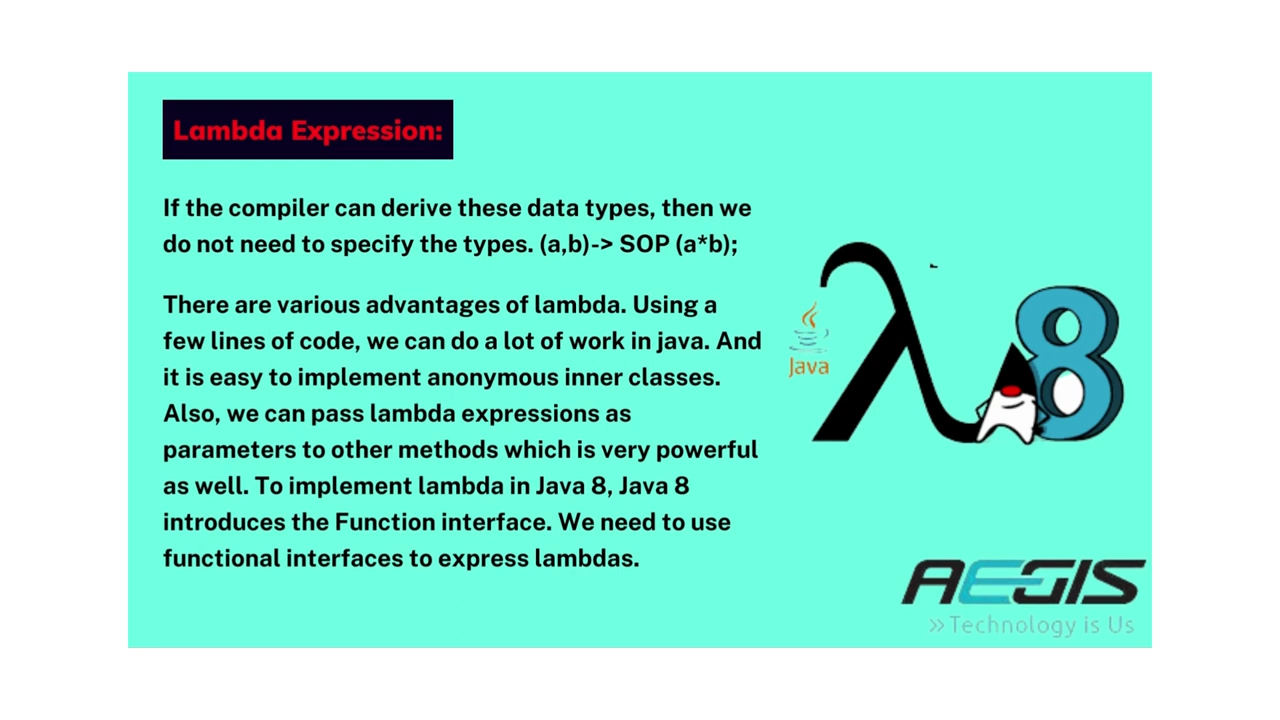 Lambda Expression:
If the compiler can derive these data types, then we
do not need to specify the types. (a,b)-> SOP (a*b);
There are various advantages of lambda. Using a
few lines of code, we can do a lot of work in java. And
it is easy to implement anonymous inner classes.
Also, we can pass lambda expressions as
parameters to other methods which is very powerful
as well. To implement lambda in Java 8, Java 8
introduces the Function interface. We need to use
functional interfaces to express lambdas.
Java
λ
8
AEGIS
»Technology is Us